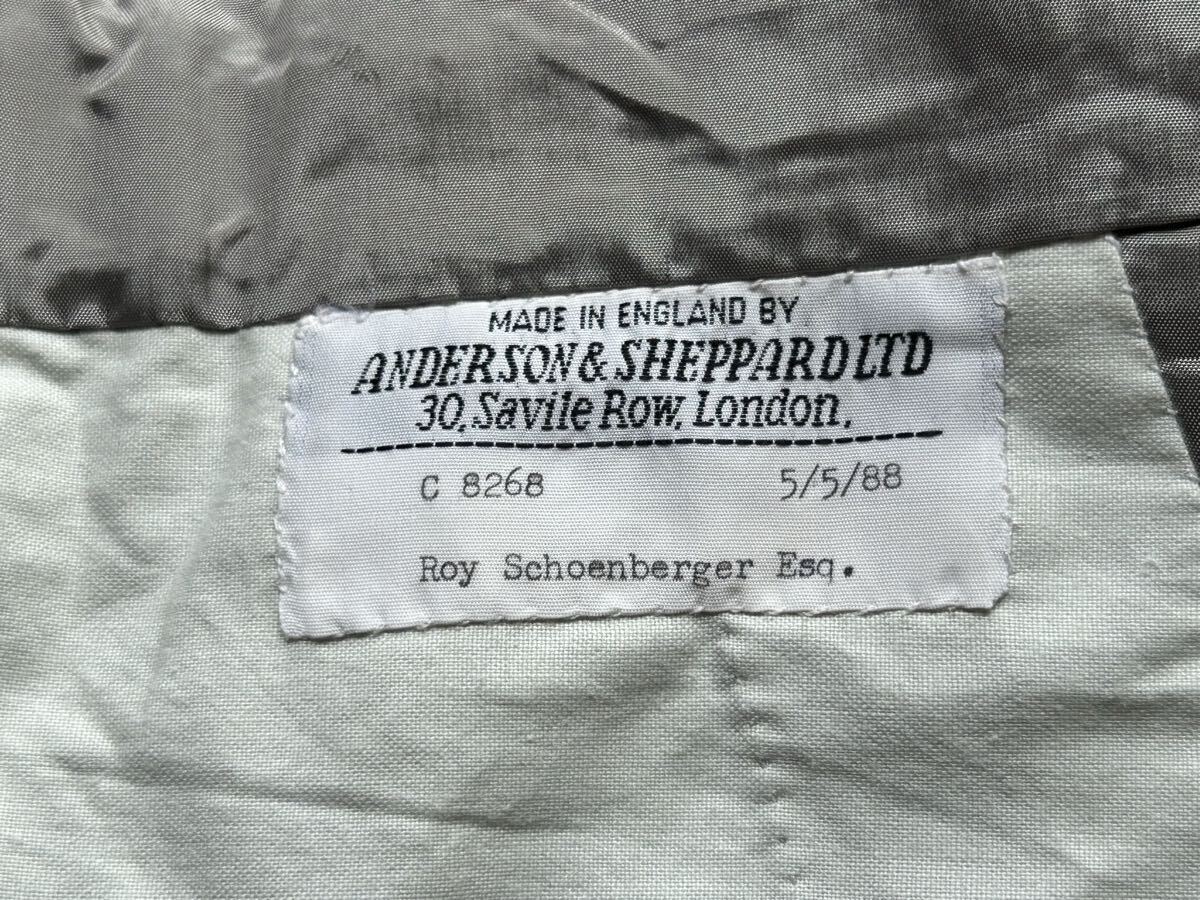 MADE IN ENGLAND BY
ANDERSON & SHEPPARD LTD
30, Savile Row, London,
C 8268 5/5/88
Roy Schoenberger Esq.